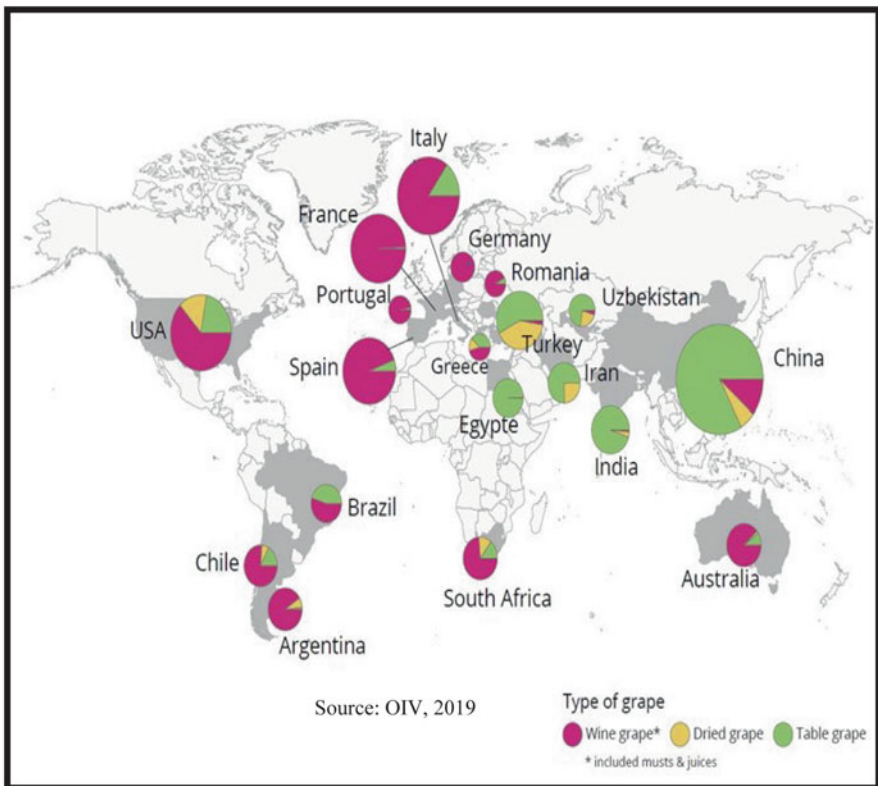 Italy
France
Germany
Romania
Portugal
Uzbekistan
USA
Turkey
China
Spain
Greece
Iran
Egypte
India
Brazil
Chile
South Africa
Australia
Argentina
Source: OIV, 2019
Type of grape
Wine grape* Dried grape Table grape
* included musts & juices